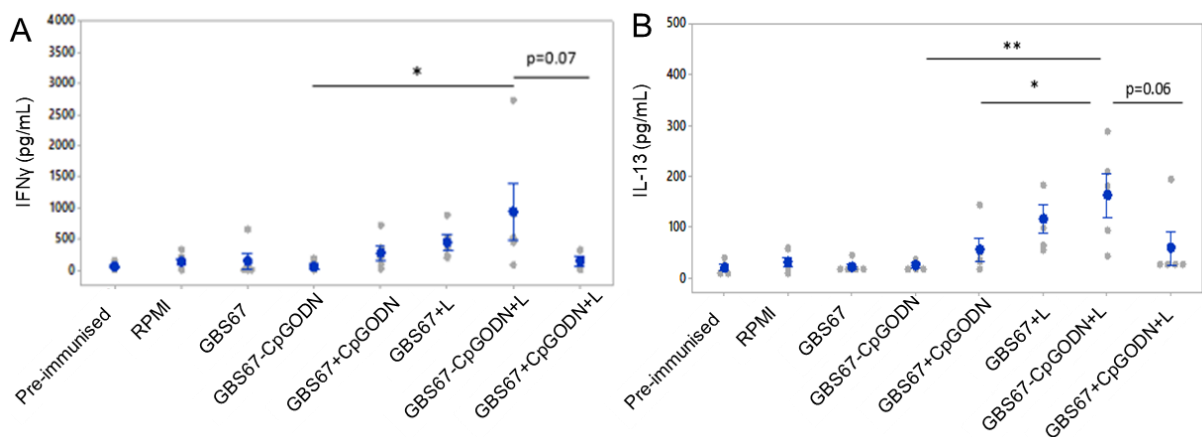 A
IFNγ (pg/mL)
4000
3500
3000
2500
2000
1500
1000
500
0
*
p=0.07
Pre-immunised
RPMI
GBS67
GBS67-CpGODN
GBS67+CpGODN
GBS67+L
GBS67-CpGODN+L
GBS67+CpGODN+L
B
IL-13 (pg/mL)
500
400
300
200
100
0
**
*
p=0.06
Pre-immunised
RPMI
GBS67
GBS67-CpGODN
GBS67+CpGODN
GBS67+L
GBS67-CpGODN+L
GBS67+CpGODN+L